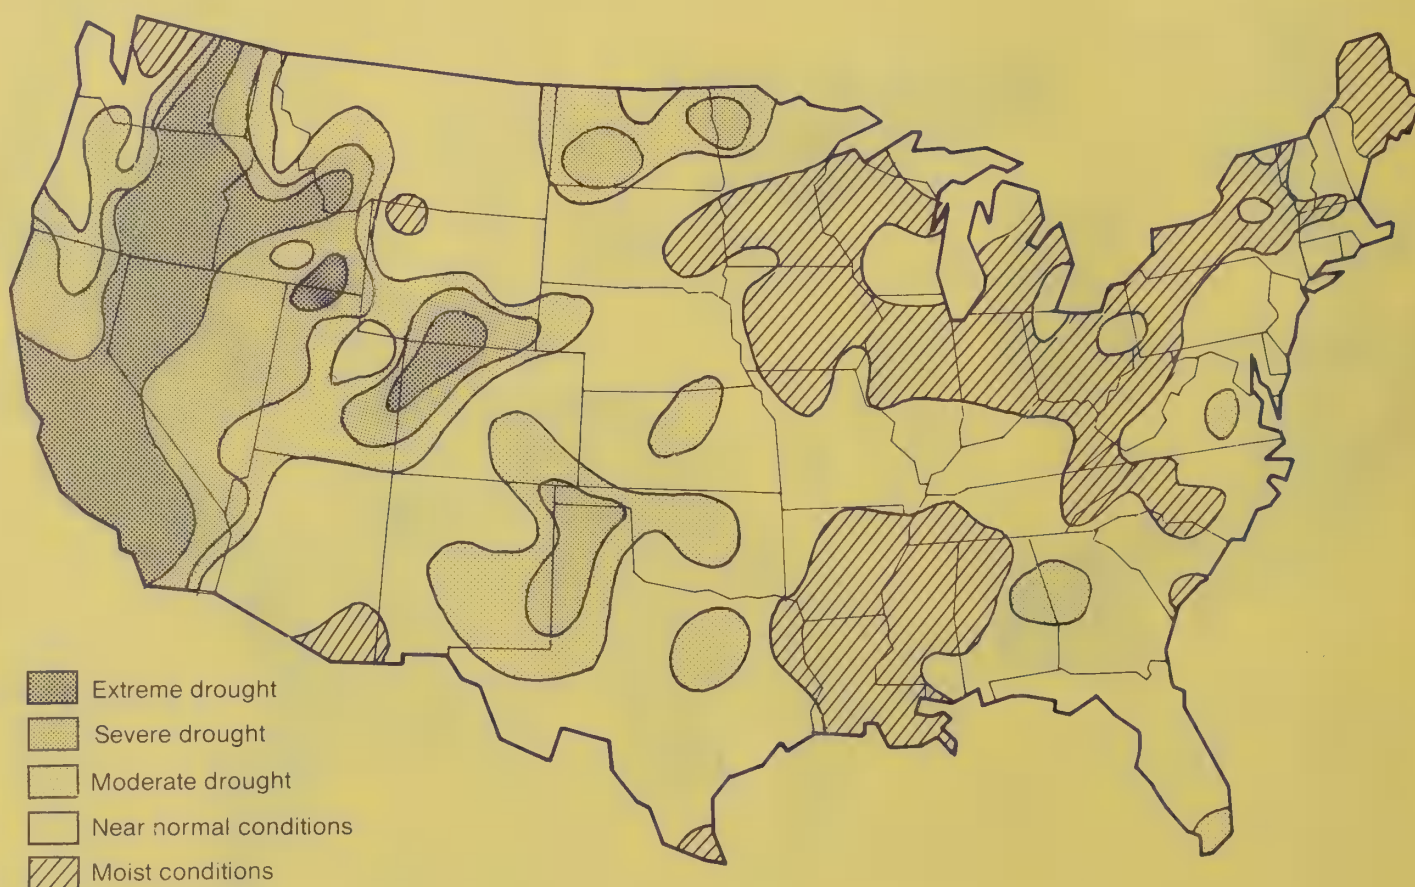 Extreme drought
Severe drought
Moderate drought
Near normal conditions
Moist conditions